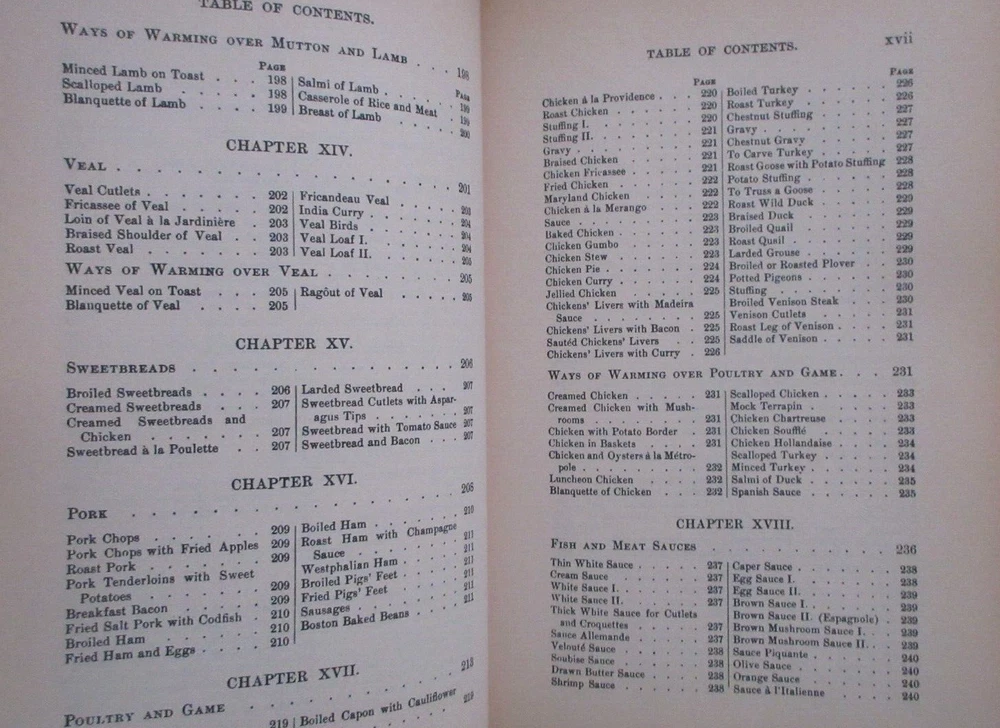 TABLE OF CONTENTS.
WAYS OF WARMING OVER MUTTON AND LAMB . . . 198
PAGE
Minced Lamb on Toast . . . 198
Scalloped Lamb . . . . 198
Blanquette of Lamb . . . 199
PAGE
Salmi of Lamb . . . . . 199
Casserole of Rice and Meat . 199
Breast of Lamb . . . . 200
CHAPTER XIV.
VEAL . . . . . . . . . . . 201
Veal Cutlets . . . . . 202
Fricassee of Veal . . . . 202
Loin of Veal à la Jardinière . 203
Braised Shoulder of Veal . . 203
Roast Veal . . . . . 203
Fricandeau Veal . . . . 203
India Curry . . . . . . 204
Veal Birds . . . . . . 204
Veal Loaf I. . . . . . 204
Veal Loaf II. . . . . . 205
WAYS OF WARMING OVER VEAL . . . . . . 205
Minced Veal on Toast . . . 205
Blanquette of Veal . . . 205
Ragôut of Veal . . . . . 205
CHAPTER XV.
SWEETBREADS . . . . . . . . . . 206
Broiled Sweetbreads . . . . 206
Creamed Sweetbreads . . . 207
Creamed Sweetbreads and
Chicken . . . . . . 207
Sweetbread à la Poulette . . 207
Larded Sweetbread . . . 207
Sweetbread Cutlets with Aspar-
agus Tips . . . . . . 207
Sweetbread with Tomato Sauce 207
Sweetbread and Bacon . . . 207
CHAPTER XVI.
PORK . . . . . . . . . . . 208
Pork Chops . . . . . 209
Pork Chops with Fried Apples 209
Roast Pork . . . . . 209
Pork Tenderloins with Sweet
Potatoes . . . . . . 209
Breakfast Bacon . . . . 209
Fried Salt Pork with Codfish . 210
Broiled Ham . . . . . 210
Fried Ham and Eggs . . . 210
Boiled Ham . . . . . . 210
Roast Ham with Champagne
Sauce . . . . . . . 211
Westphalian Ham . . . . 211
Broiled Pigs' Feet . . . . 211
Fried Pigs' Feet . . . . 211
Sausages . . . . . . 211
Boston Baked Beans . . . 211
CHAPTER XVII.
POULTRY AND GAME . . . . . . . . 213
219 Boiled Capon with Cauliflower 219
TABLE OF CONTENTS. xvii
PAGE
Chicken à la Providence . . . 220
Roast Chicken . . . . . 220
Stuffing I. . . . . . . 220
Stuffing II. . . . . . . 221
Gravy . . . . . . . 221
Braised Chicken . . . . 221
Chicken Fricassee . . . . 221
Fried Chicken . . . . . 222
Maryland Chicken . . . . 222
Chicken à la Merango . . . 222
Sauce . . . . . . . 223
Baked Chicken . . . . . 223
Chicken Gumbo . . . . 223
Chicken Stew . . . . . 223
Chicken Pie . . . . . 224
Chicken Curry . . . . . 224
Jellied Chicken . . . . . 225
Chickens' Livers with Madeira
Sauce . . . . . . . 225
Chickens' Livers with Bacon . 225
Sautéd Chickens' Livers . . 225
Chickens' Livers with Curry . 226
PAGE
Boiled Turkey . . . . . 226
Roast Turkey . . . . . 226
Chestnut Stuffing . . . . 227
Gravy . . . . . . . 227
Chestnut Gravy . . . . . 227
To Carve Turkey . . . . 227
Roast Goose with Potato Stuffing 228
Potato Stuffing . . . . . 228
To Truss a Goose . . . . 228
Roast Wild Duck . . . . 229
Braised Duck . . . . . 229
Broiled Quail . . . . . 229
Roast Quail . . . . . 229
Larded Grouse . . . . . 229
Broiled or Roasted Plover . . 230
Potted Pigeons . . . . . 230
Stuffing . . . . . . . 230
Broiled Venison Steak . . . 230
Venison Cutlets . . . . . 231
Roast Leg of Venison . . . . 231
Saddle of Venison . . . . 231
WAYS OF WARMING OVER POULTRY AND GAME . . . 231
Creamed Chicken . . . . 231
Creamed Chicken with Mush-
rooms . . . . . . . 231
Chicken with Potato Border . 231
Chicken in Baskets . . . 231
Chicken and Oysters à la Métro-
pole . . . . . . . 232
Luncheon Chicken . . . . 232
Blanquette of Chicken . . . 232
Scalloped Chicken . . . . 233
Mock Terrapin . . . . . 233
Chicken Chartreuse . . . . 233
Chicken Soufflé . . . . . 233
Chicken Hollandaise . . . 234
Scalloped Turkey . . . . 234
Minced Turkey . . . . . 234
Salmi of Duck . . . . . 235
Spanish Sauce . . . . . 235
CHAPTER XVIII.
FISH AND MEAT SAUCES . . . . . . . . 236
Thin White Sauce . . . . 237
Cream Sauce . . . . . 237
White Sauce I. . . . . . 237
White Sauce II. . . . . 237
Thick White Sauce for Cutlets
and Croquettes . . . . 237
Sauce Allemande . . . . 237
Velouté Sauce . . . . . 238
Soubise Sauce . . . . . 238
Drawn Butter Sauce . . . 238
Shrimp Sauce . . . . . 238
Caper Sauce . . . . . 238
Egg Sauce I. . . . . . 238
Egg Sauce II. . . . . . 239
Brown Sauce I. . . . . . 239
Brown Sauce II. (Espagnole) . 239
Brown Mushroom Sauce I. . . 239
Brown Mushroom Sauce II. . . 239
Sauce Piquante . . . . . 240
Olive Sauce . . . . . . 240
Orange Sauce . . . . . 240
Sauce à l'Italienne . . . . 240